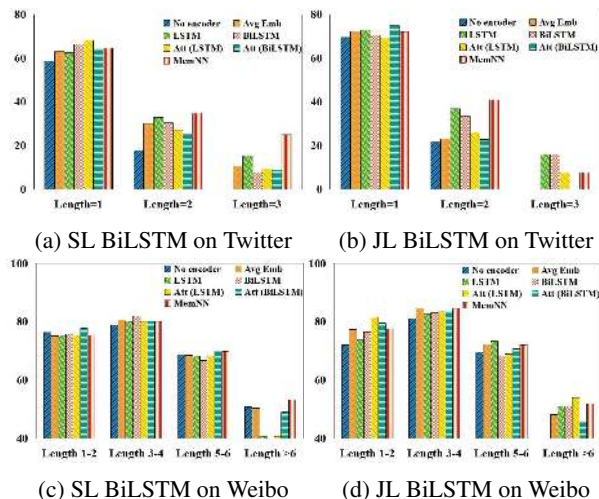 80
60
40
20
0
No encoder
Avg Emb
LSTM
BiLSTM
Att (LSTM)
Att (BiLSTM)
MemNN
Length=1
Length=2
Length=3
(a) SL BiLSTM on Twitter
80
60
40
20
0
No encoder
Avg Emb
LSTM
BiLSTM
Att (LSTM)
Att (BiLSTM)
MemNN
Length=1
Length=2
Length=3
(b) JL BiLSTM on Twitter
100
80
60
40
No encoder
Avg Emb
LSTM
BiLSTM
Att (LSTM)
Att (BiLSTM)
MemNN
Length 1-2
Length 3-4
Length 5-6
Length >6
(c) SL BiLSTM on Weibo
100
80
60
40
No encoder
Avg Emb
LSTM
BiLSTM
Att (LSTM)
Att (BiLSTM)
MemNN
Length 1-2
Length 3-4
Length 5-6
Length >6
(d) JL BiLSTM on Weibo